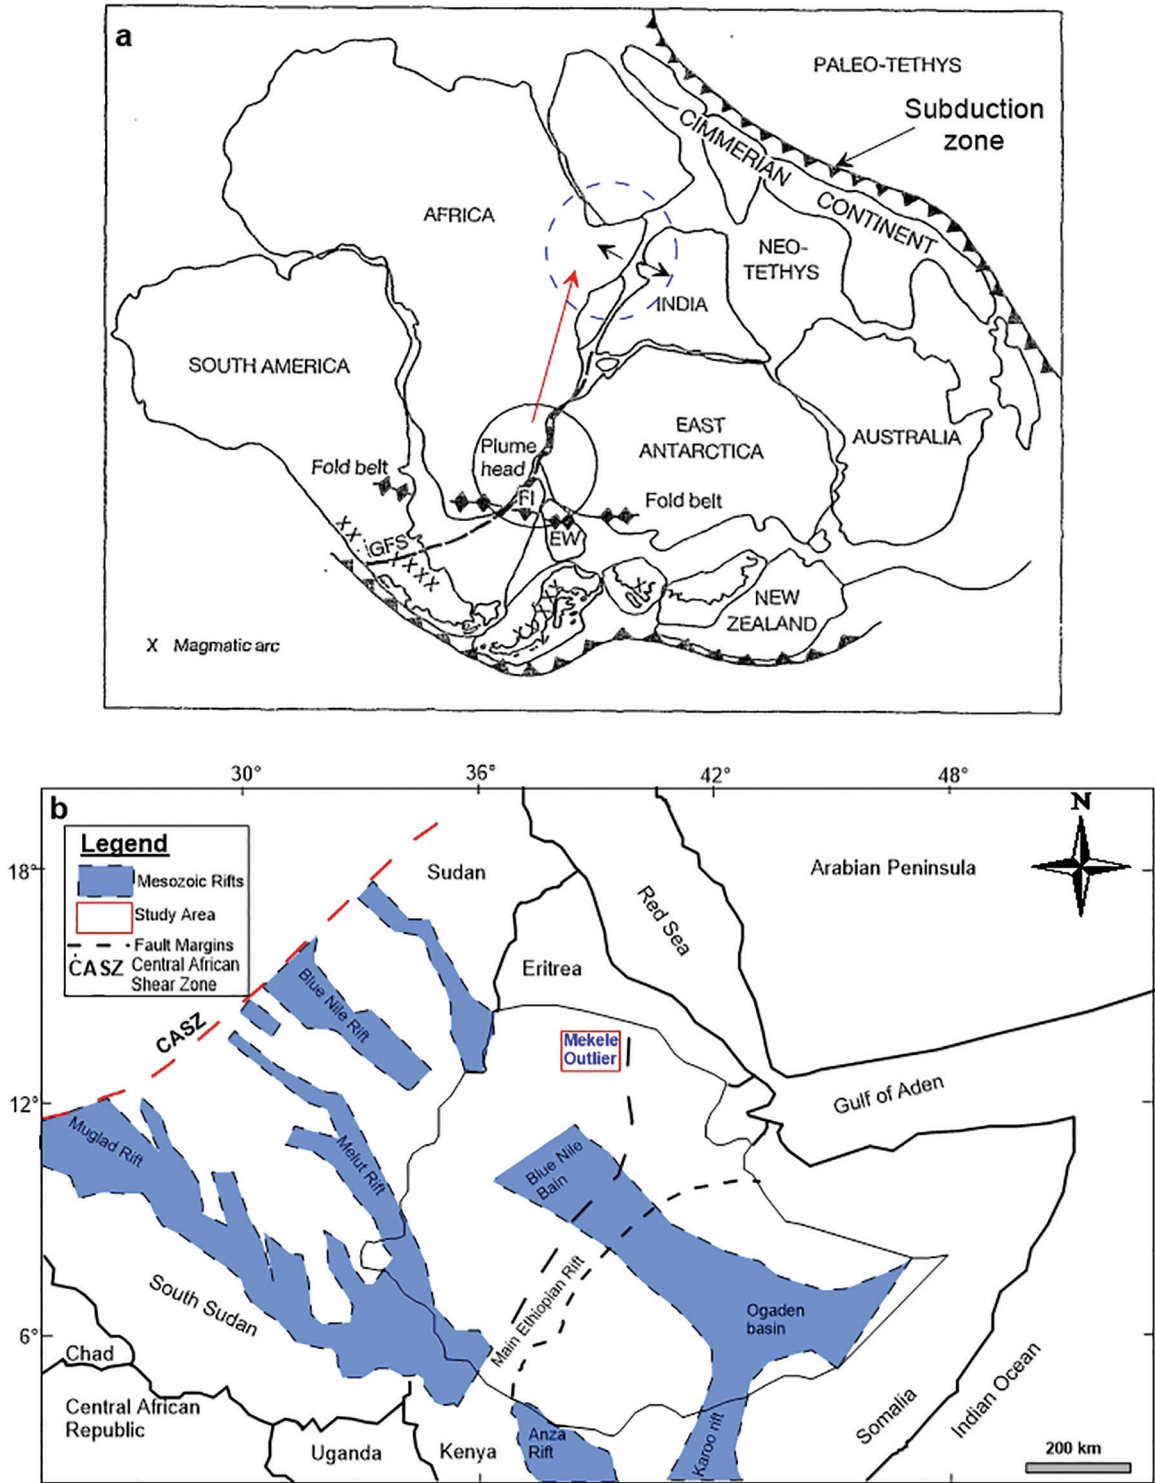 a
PALEO-TETHYS
Subduction
zone
CIMMERIAN
CONTINENT
AFRICA
NEO-
TETHYS
INDIA
SOUTH AMERICA
EAST
ANTARCTICA
AUSTRALIA
Plume
head
Fold belt
FI
Fold belt
EW
GFS
X X
X X X X
NEW
ZEALAND
X Magmatic arc
30° 36° 42° 48°
b
N
Legend
Mesozoic Rifts
Study Area
Fault Margins
CASZ Central African
Shear Zone
18°
12°
6°
Sudan
Arabian Peninsula
Red Sea
Eritrea
Blue Nile Rift
CASZ
Mekele
Outlier
Gulf of Aden
Muglad Rift
Melut Rift
Blue Nile
Bain
Main Ethiopian Rift
Ogaden
basin
South Sudan
Chad
Central African
Republic
Uganda
Kenya
Anza
Rift
Karoo rift
Somalia
Indian Ocean
200 km